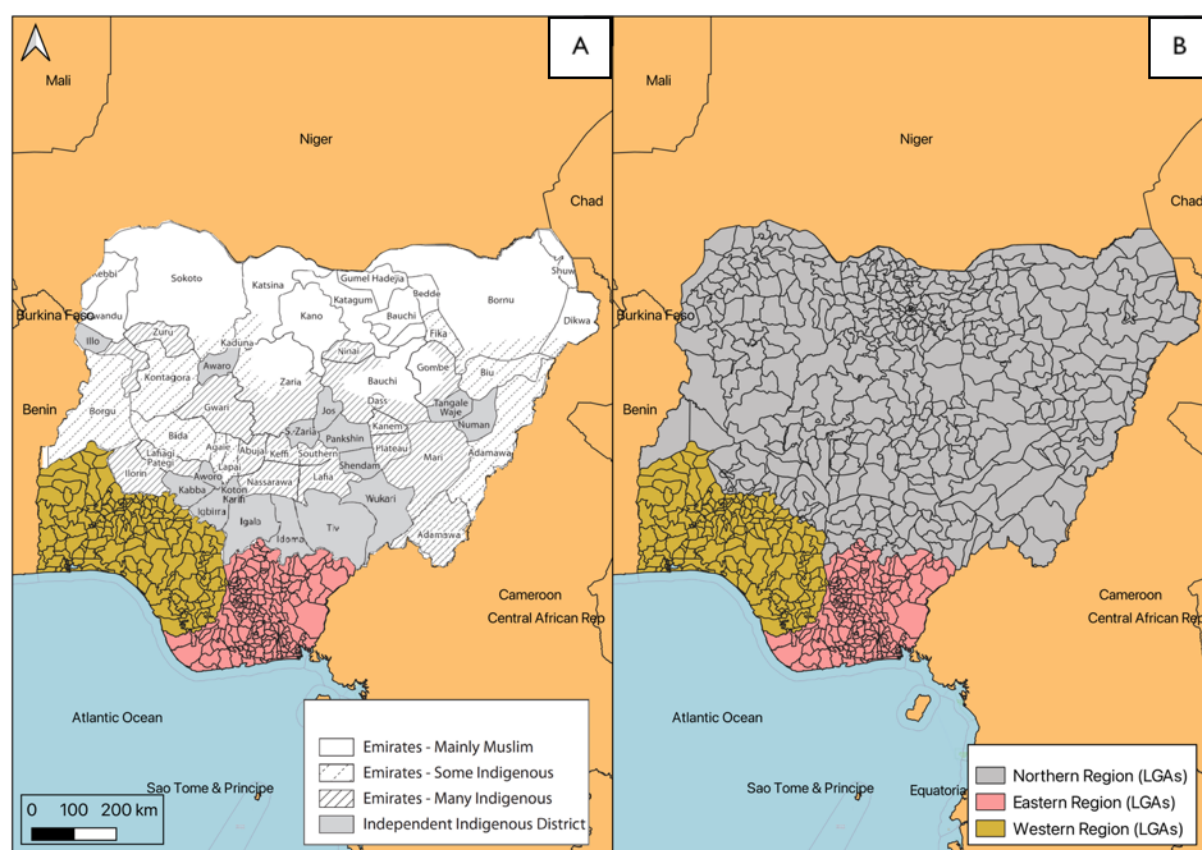 A
Mali
Niger
Chad
Kebbi
Sokoto
Katsina
Gumel Hadejia
Shuw
Katagum
Bedde
Bornu
Kano
Bauchi
Dikwa
Burkina Faso
Zuru
Fika
Illo
Kaduna
Ninai
Awaro
Gombe
Kontagora
Zaria
Bauchi
Biu
Benin
Borgu
Gwari
Dass
Tangale
Waje
Jos
Kanem
Numan
Bida
S.-Zaria
Pankshin
Lahagi
Pategi
Agaie
Abuja
Keffi
Southern
Plateau
Mari
Adamawa
Lapai
Shendam
Ilorin
Aworo
Nassarawa
Lafia
Kabba
Koton
Karifi
Wukari
Igbirra
Igalo
Idoma
Tiv
Adamawa
Cameroon
Central African Rep
Atlantic Ocean
Sao Tome & Principe
0 100 200 km
Emirates - Mainly Muslim
Emirates - Some Indigenous
Emirates - Many Indigenous
Independent Indigenous District
B
Mali
Niger
Chad
Burkina Faso
Benin
Cameroon
Central African Rep
Atlantic Ocean
Sao Tome & Principe
Equatoria
Northern Region (LGAs)
Eastern Region (LGAs)
Western Region (LGAs)